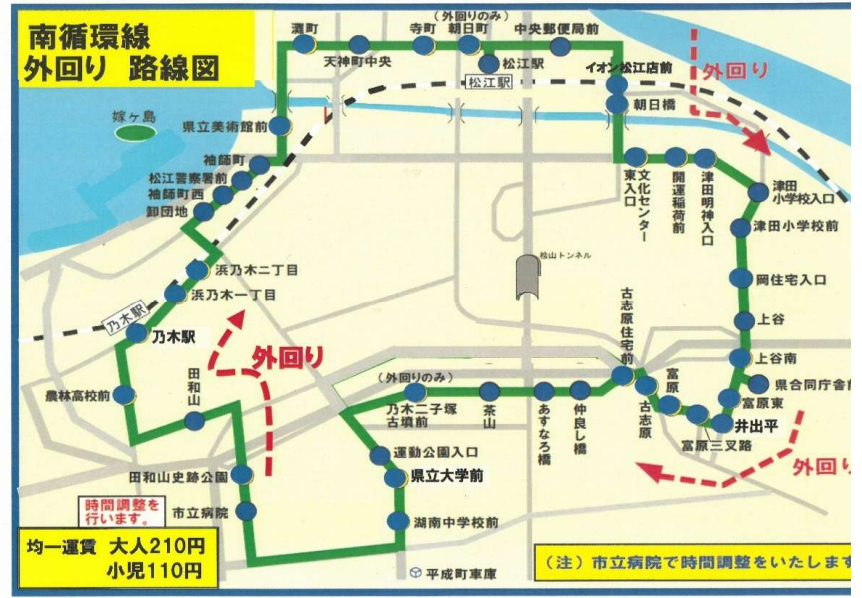 南循環線
外回り 路線図
灘町
天神町中央
寺町
(外回りのみ)
朝日町
松江駅
松江駅
中央郵便局前
イオン松江店前
朝日橋
外回り
嫁ヶ島
県立美術館前
袖師町
松江警察署前
袖師町西
卸団地
文化センター
東入口
開運稲荷前
津田明神入口
津田
小学校入口
津田小学校前
岡住宅入口
上谷
上谷南
県合同庁舎前
富原東
井出平
富原三叉路
富原
古志原
古志原住宅前
桧山トンネル
浜乃木二丁目
浜乃木一丁目
乃木駅
乃木駅
農林高校前
田和山
外回り
(外回りのみ)
乃木二子塚
古墳前
茶山
あすなろ橋
仲良し橋
運動公園入口
県立大学前
湖南中学校前
田和山史跡公園
市立病院
時間調整を
行います。
外回り
均一運賃 大人210円
小児110円
平成町車庫
(注)市立病院で時間調整をいたします